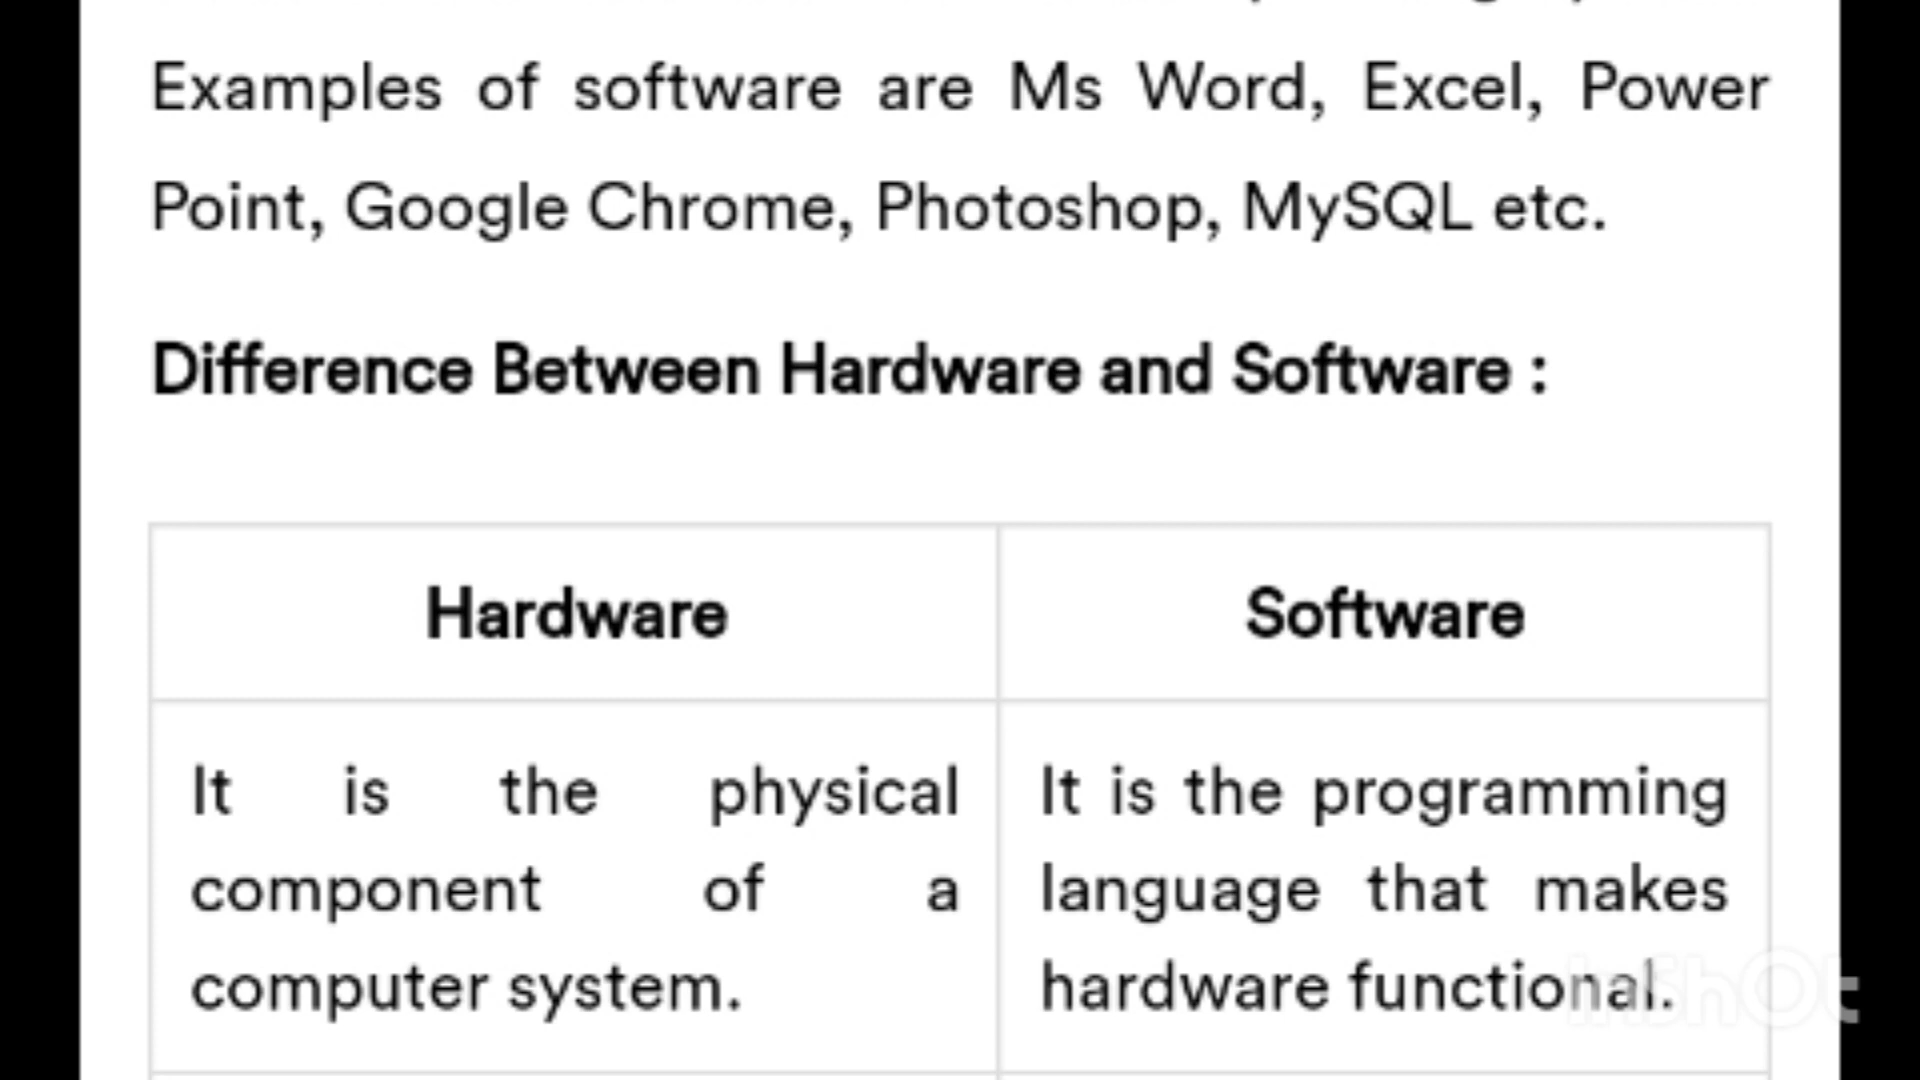 Examples of software are Ms Word, Excel, Power
Point, Google Chrome, Photoshop, MySQL etc.
Difference Between Hardware and Software :
Hardware
Software
It is the physical
component of a
computer system.
It is the programming
language that makes
hardware functional.
InShOt